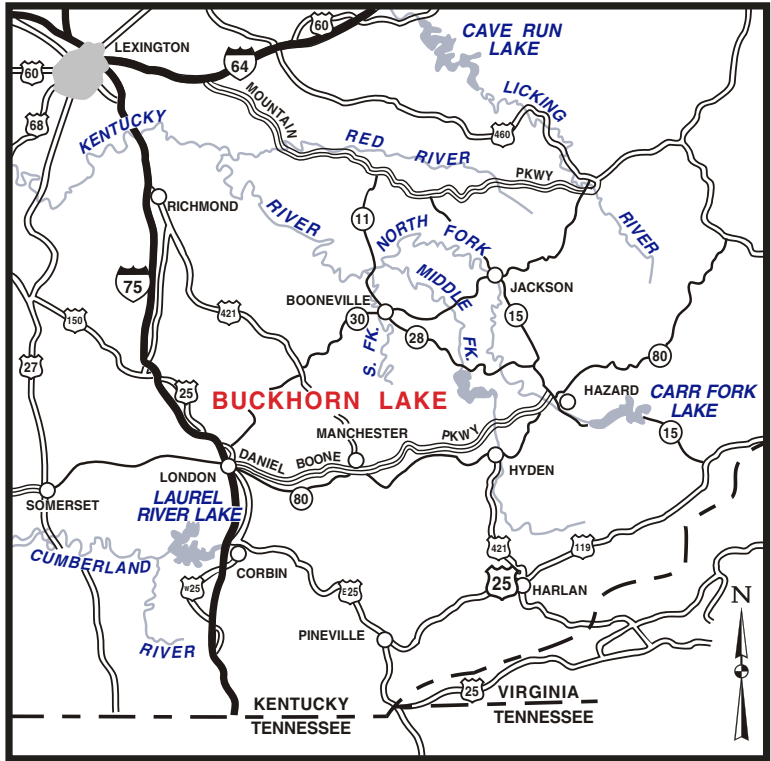 60
CAVE RUN
LAKE
LEXINGTON
64
60
LICKING
MOUNTAIN
68
KENTUCKY
460
RED
RIVER
PKWY
RICHMOND
RIVER
11
NORTH
FORK
RIVER
75
MIDDLE
JACKSON
BOONEVILLE
150
421
30
S. FK.
28
FK.
15
80
27
25
BUCKHORN LAKE
HAZARD
CARR FORK
LAKE
MANCHESTER
PKWY
15
DANIEL
BOONE
LONDON
HYDEN
80
SOMERSET
LAUREL
RIVER LAKE
421
119
CUMBERLAND
CORBIN
W25
E25
25
HARLAN
N
PINEVILLE
RIVER
25
KENTUCKY
VIRGINIA
TENNESSEE
TENNESSEE